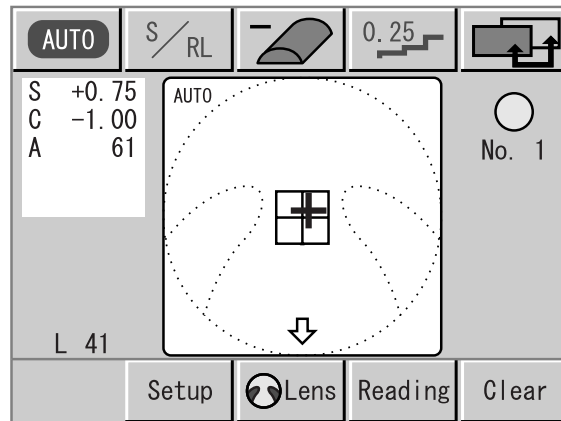 AUTO
S/RL
−
0.25
S +0.75
C −1.00
A 61
AUTO
No. 1
L 41
Setup
Lens
Reading
Clear